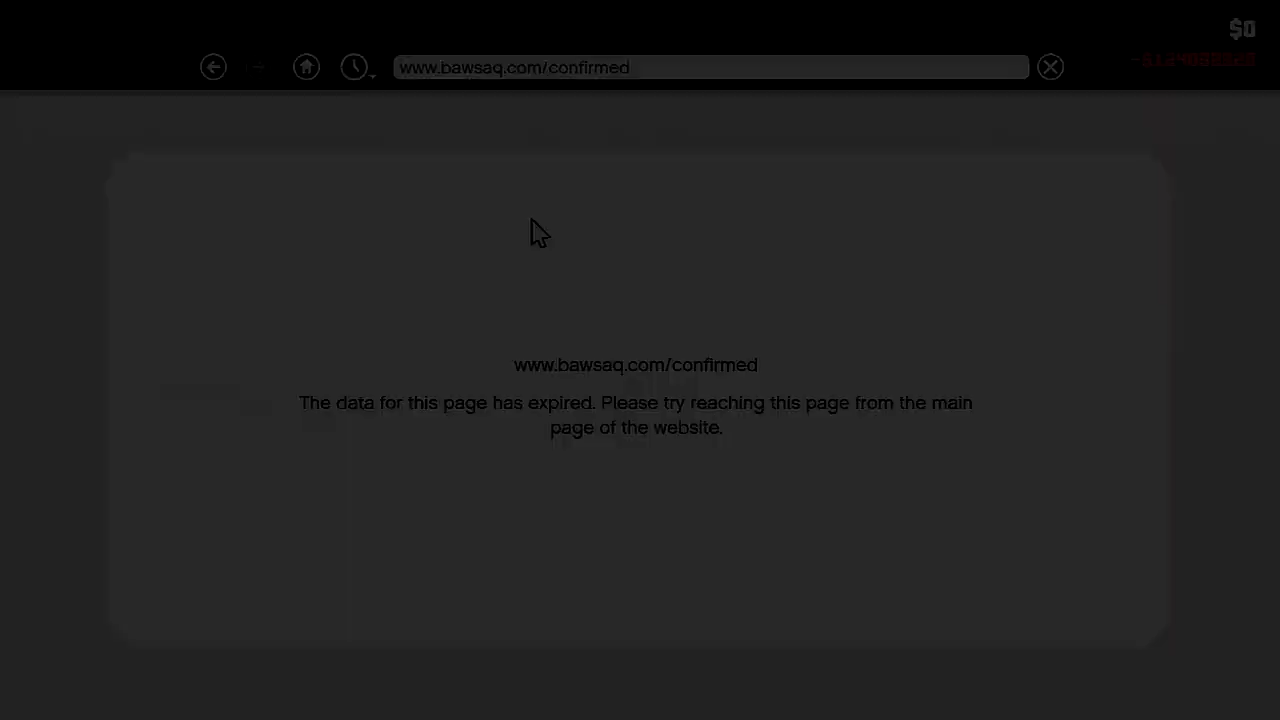 $0
www.bawsaq.com/confirmed
www.bawsaq.com/confirmed
The data for this page has expired. Please try reaching this page from the main
page of the website.